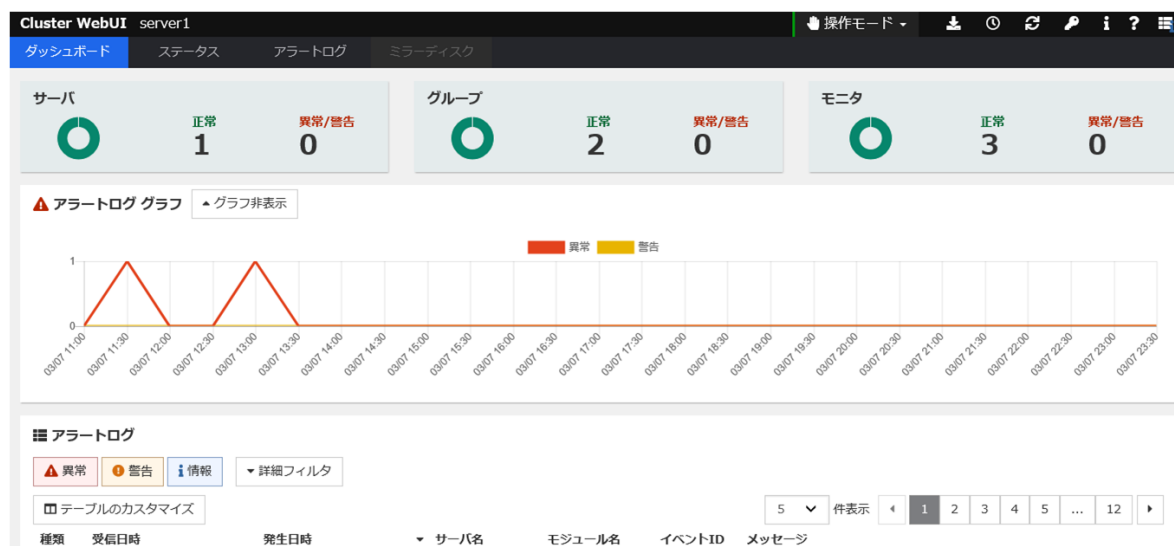 Cluster WebUI server1 操作モード
ダッシュボード ステータス アラートログ ミラーディスク
サーバ グループ モニタ
正常 異常/警告 正常 異常/警告 正常 異常/警告
1 0 2 0 3 0
アラートログ グラフ グラフ非表示
異常 警告
1
0
03/07 11:00 03/07 11:30 03/07 12:00 03/07 12:30 03/07 13:00 03/07 13:30 03/07 14:00 03/07 14:30 03/07 15:00 03/07 15:30 03/07 16:00 03/07 16:30 03/07 17:00 03/07 17:30 03/07 18:00 03/07 18:30 03/07 19:00 03/07 19:30 03/07 20:00 03/07 20:30 03/07 21:00 03/07 21:30 03/07 22:00 03/07 22:30 03/07 23:00 03/07 23:30
アラートログ
異常 警告 情報 詳細フィルタ
テーブルのカスタマイズ 5 件表示 1 2 3 4 5 ... 12
種類 受信日時 発生日時 サーバ名 モジュール名 イベントID メッセージ